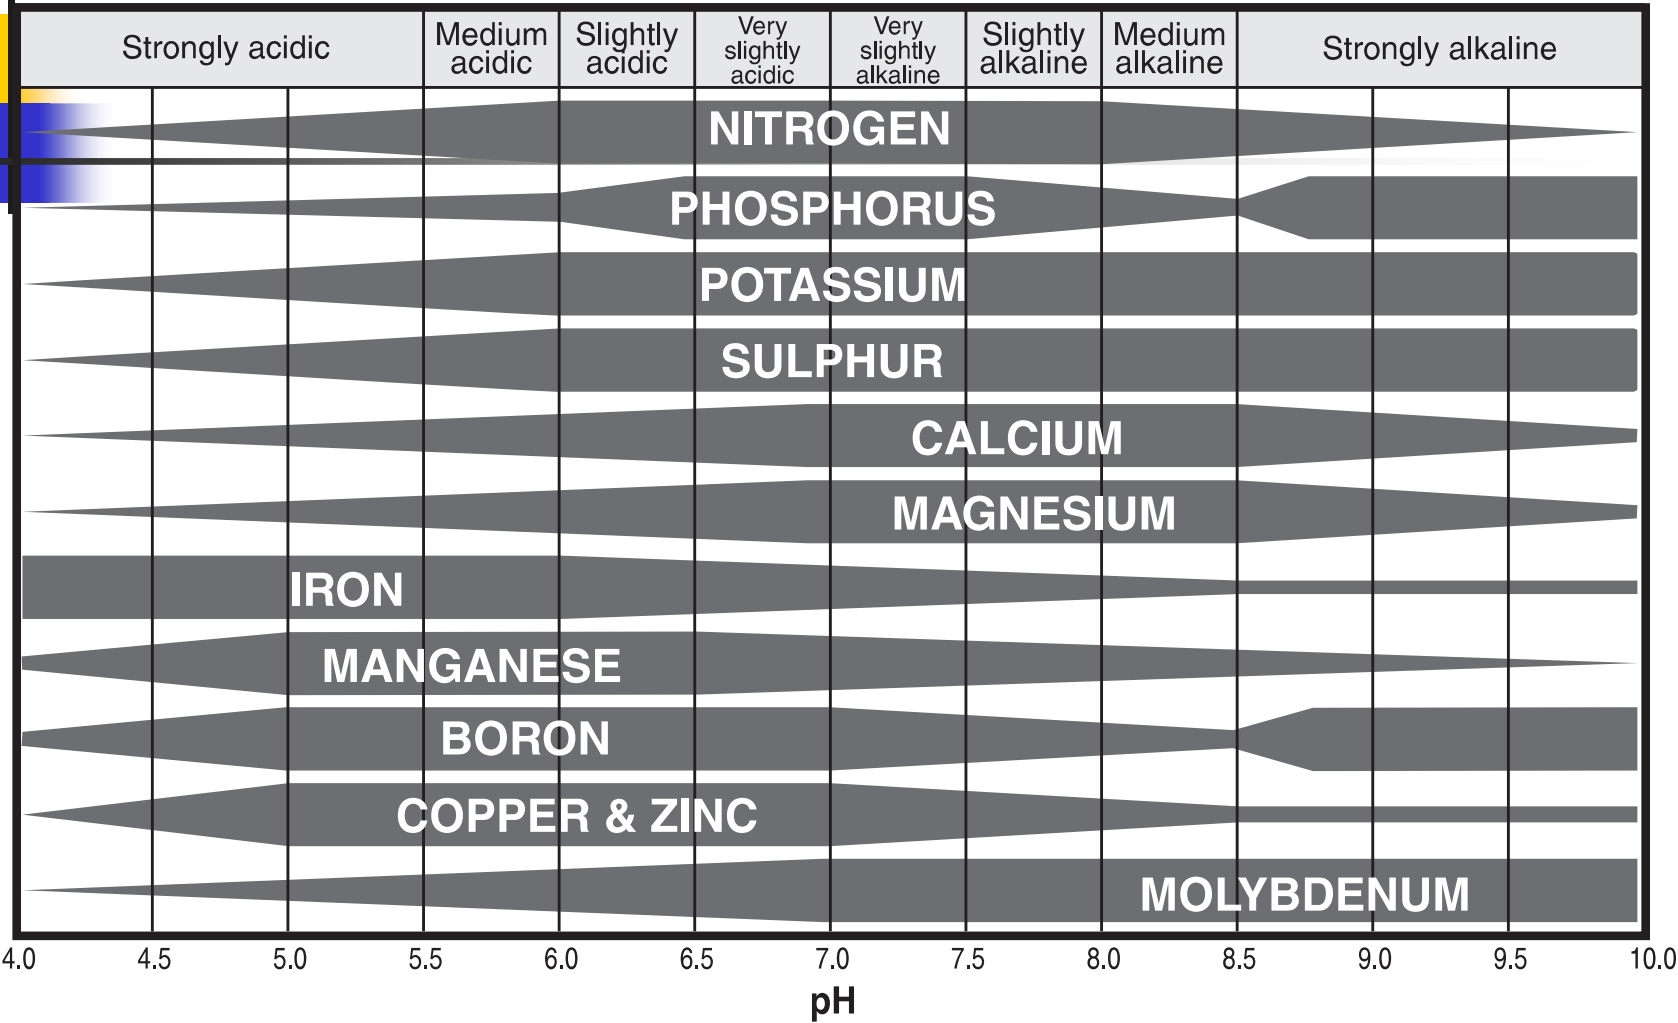 Strongly acidic
Medium
acidic
Slightly
acidic
Very
slightly
acidic
Very
slightly
alkaline
Slightly
alkaline
Medium
alkaline
Strongly alkaline
NITROGEN
PHOSPHORUS
POTASSIUM
SULPHUR
CALCIUM
MAGNESIUM
IRON
MANGANESE
BORON
COPPER & ZINC
MOLYBDENUM
4.0 4.5 5.0 5.5 6.0 6.5 7.0 7.5 8.0 8.5 9.0 9.5 10.0
pH